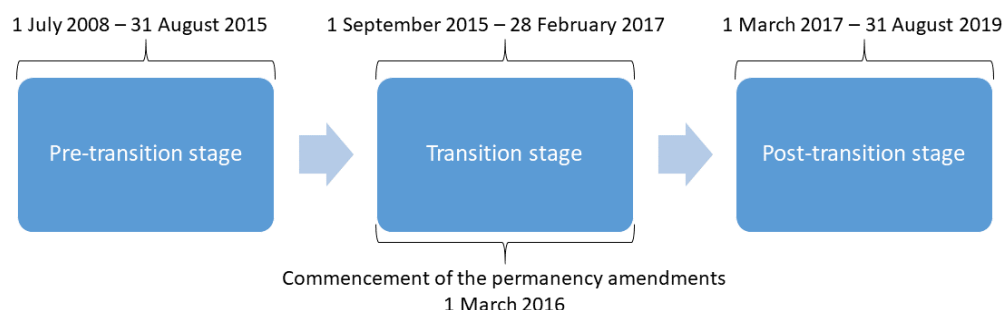 1 July 2008 – 31 August 2015
1 September 2015 – 28 February 2017
1 March 2017 – 31 August 2019
Pre-transition stage
Transition stage
Post-transition stage
Commencement of the permanency amendments
1 March 2016